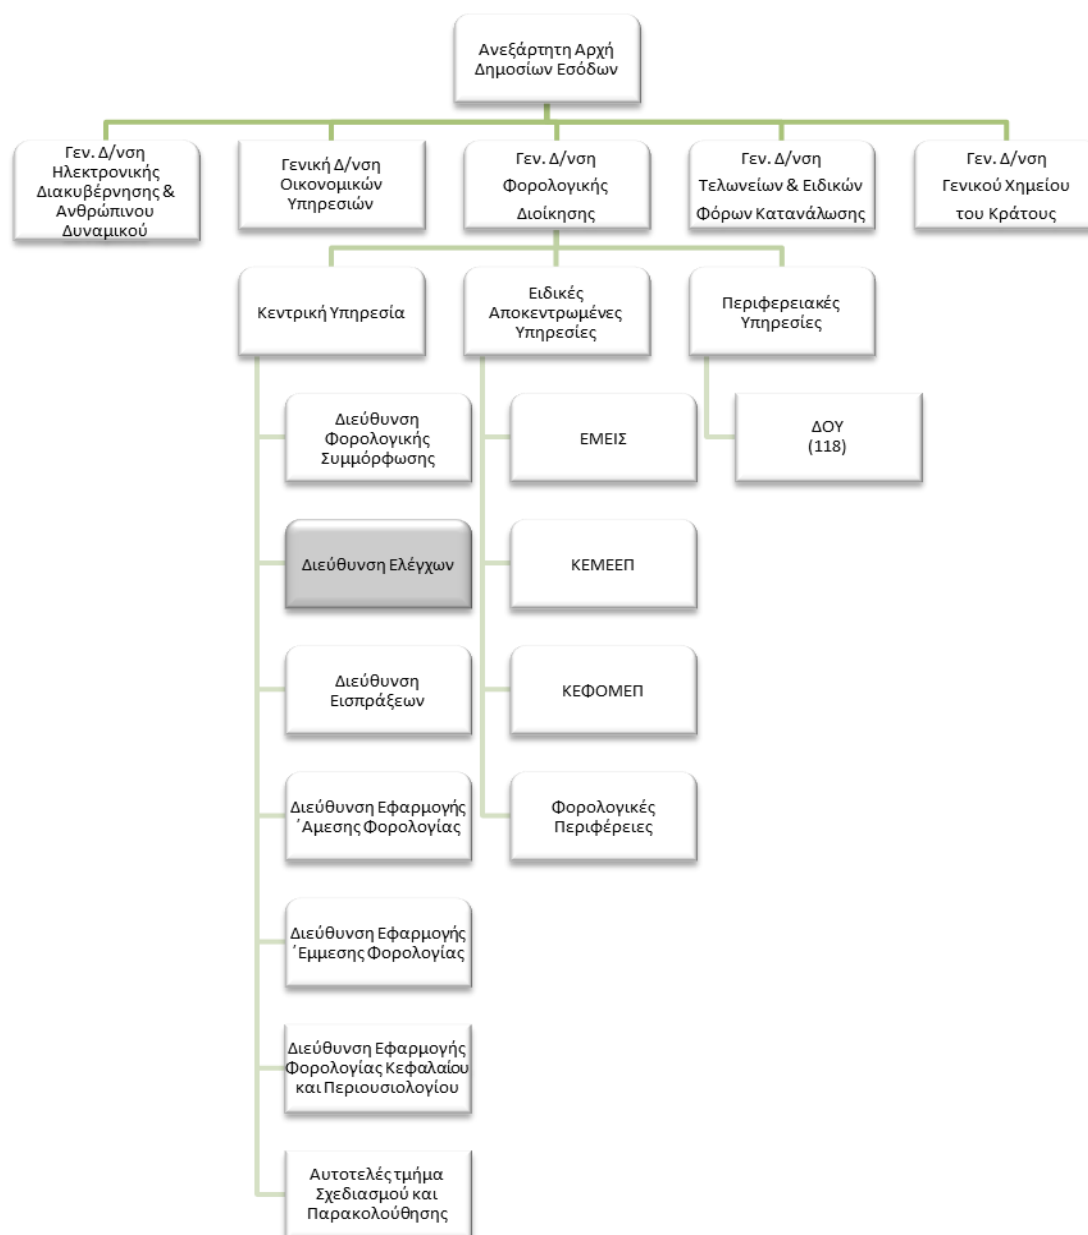 Ανεξάρτητη Αρχή
Δημοσίων Εσόδων
Γεν. Δ/νση
Ηλεκτρονικής
Διακυβέρνησης &
Ανθρώπινου
Δυναμικού
Γενική Δ/νση
Οικονομικών
Υπηρεσιών
Γεν. Δ/νση
Φορολογικής
Διοίκησης
Γεν. Δ/νση
Τελωνείων & Ειδικών
Φόρων Κατανάλωσης
Γεν. Δ/νση
Γενικού Χημείου
του Κράτους
Κεντρική Υπηρεσία
Ειδικές
Αποκεντρωμένες
Υπηρεσίες
Περιφερειακές
Υπηρεσίες
Διεύθυνση
Φορολογικής
Συμμόρφωσης
ΕΜΕΙΣ
ΔΟΥ
(118)
Διεύθυνση Ελέγχων
ΚΕΜΕΕΠ
Διεύθυνση
Εισπράξεων
ΚΕΦΟΜΕΠ
Διεύθυνση Εφαρμογής
΄Αμεσης Φορολογίας
Φορολογικές
Περιφέρειες
Διεύθυνση Εφαρμογής
΄Εμμεσης Φορολογίας
Διεύθυνση Εφαρμογής
Φορολογίας Κεφαλαίου
και Περιουσιολογίου
Αυτοτελές τμήμα
Σχεδιασμού και
Παρακολούθησης